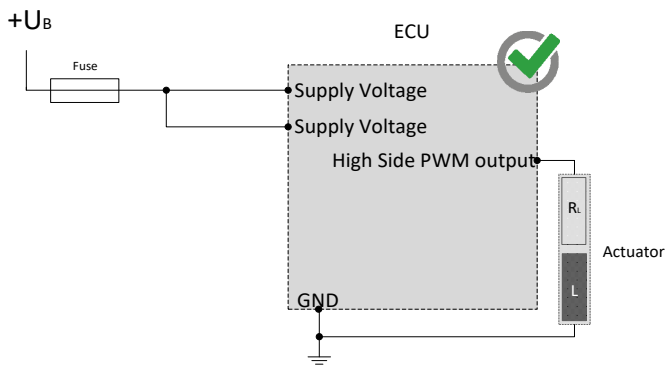 +UB
ECU
Fuse
Supply Voltage
Supply Voltage
High Side PWM output
RL
Actuator
L
GND